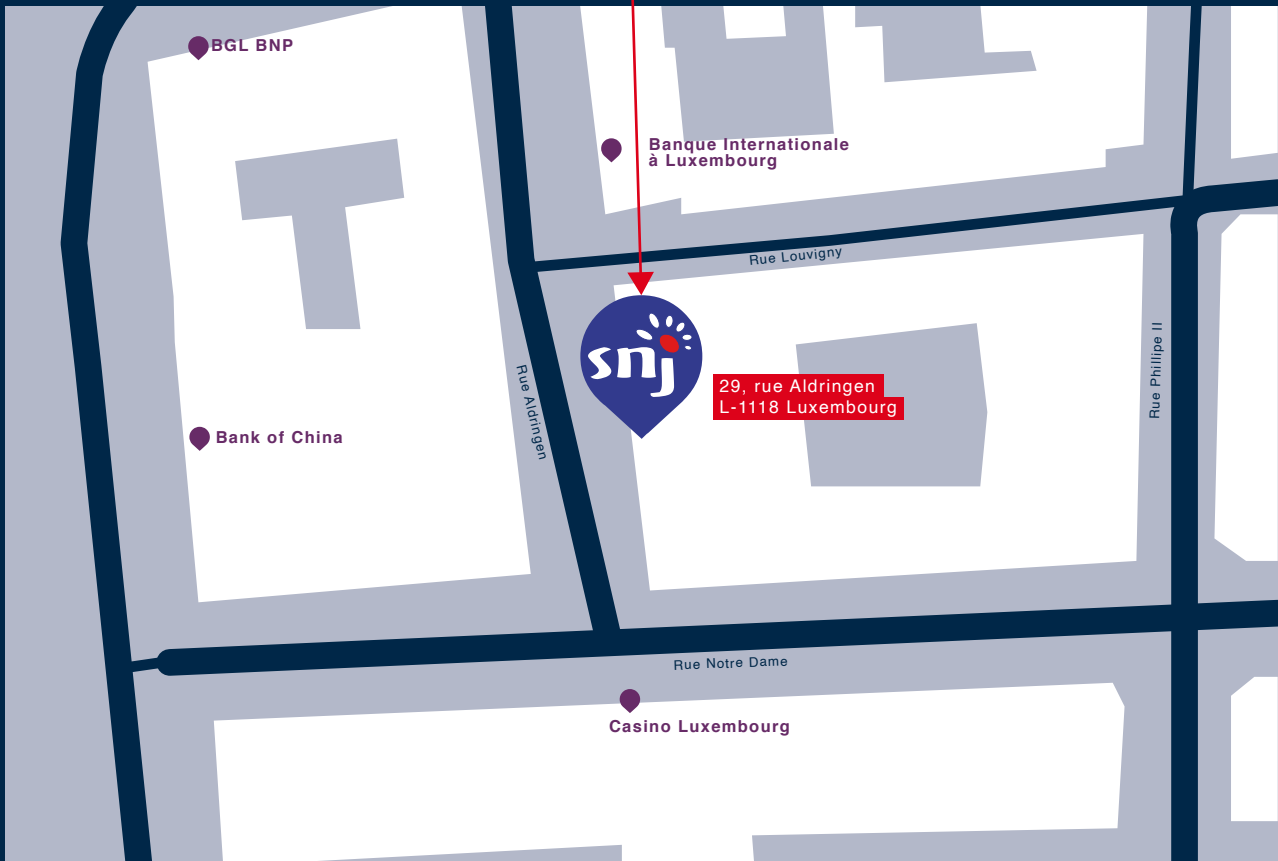 BGL BNP
Banque Internationale
à Luxembourg
Rue Louvigny
snj
Rue Aldringen
29, rue Aldringen
L-1118 Luxembourg
Rue Phillipe II
Bank of China
Rue Notre Dame
Casino Luxembourg